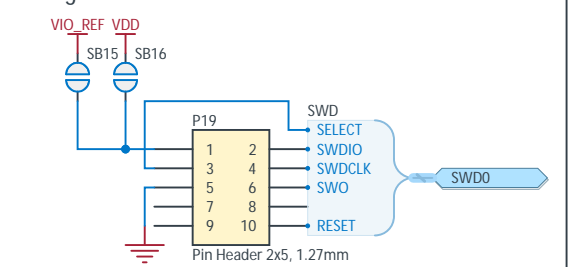 VIO_REF VDD
SB15 SB16
P19
SWD
SELECT
1 2 SWDIO
3 4 SWDCLK
5 6 SWO
7 8
9 10 RESET
SWD0
Pin Header 2x5, 1.27mm